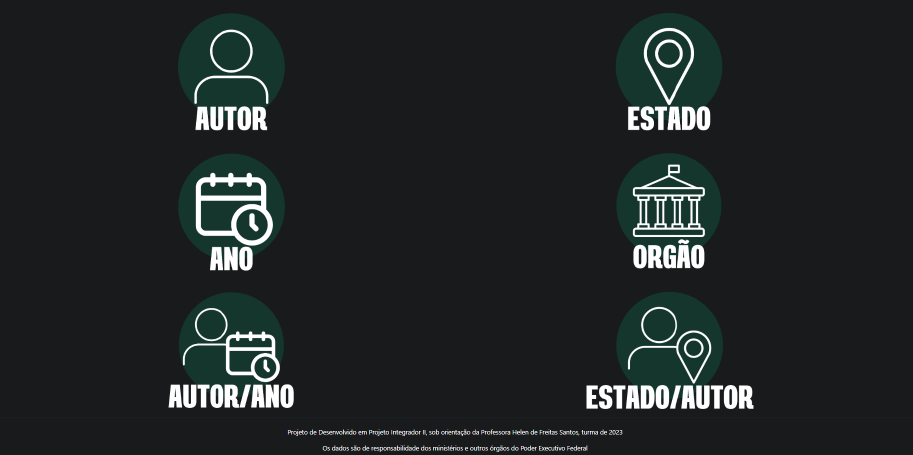 AUTOR
ESTADO
ANO
ORGÃO
AUTOR/ANO
ESTADO/AUTOR
Projeto de Desenvolvido em Projeto Integrador II, sob orientação da Professora Helen de Freitas Santos, turma de 2023
Os dados são de responsabilidade dos ministérios e outros órgãos do Poder Executivo Federal